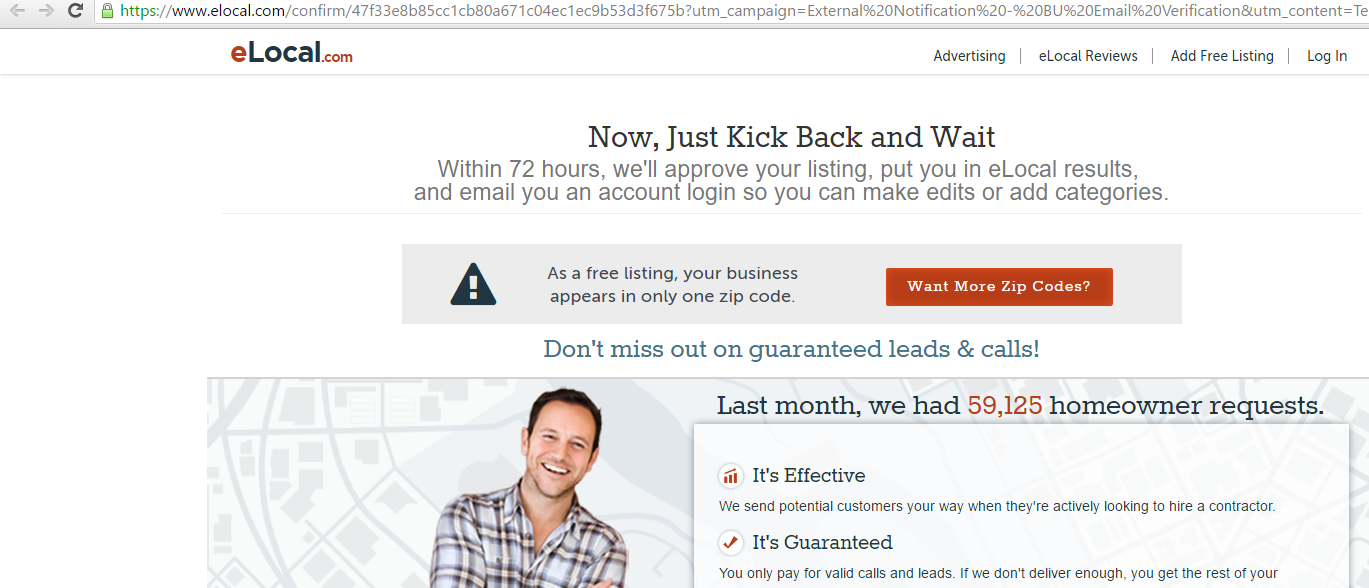 https://www.elocal.com/confirm/47f33e8b85cc1cb80a671c04ec1ec9b53d3f675b?utm_campaign=External%20Notification%20-%20BU%20Email%20Verification&utm_content=Te
eLocal.com
Advertising
eLocal Reviews
Add Free Listing
Log In
Now, Just Kick Back and Wait
Within 72 hours, we'll approve your listing, put you in eLocal results,
and email you an account login so you can make edits or add categories.
As a free listing, your business
appears in only one zip code.
Want More Zip Codes?
Don't miss out on guaranteed leads & calls!
Last month, we had 59,125 homeowner requests.
It's Effective
We send potential customers your way when they're actively looking to hire a contractor.
It's Guaranteed
You only pay for valid calls and leads. If we don't deliver enough, you get the rest of your